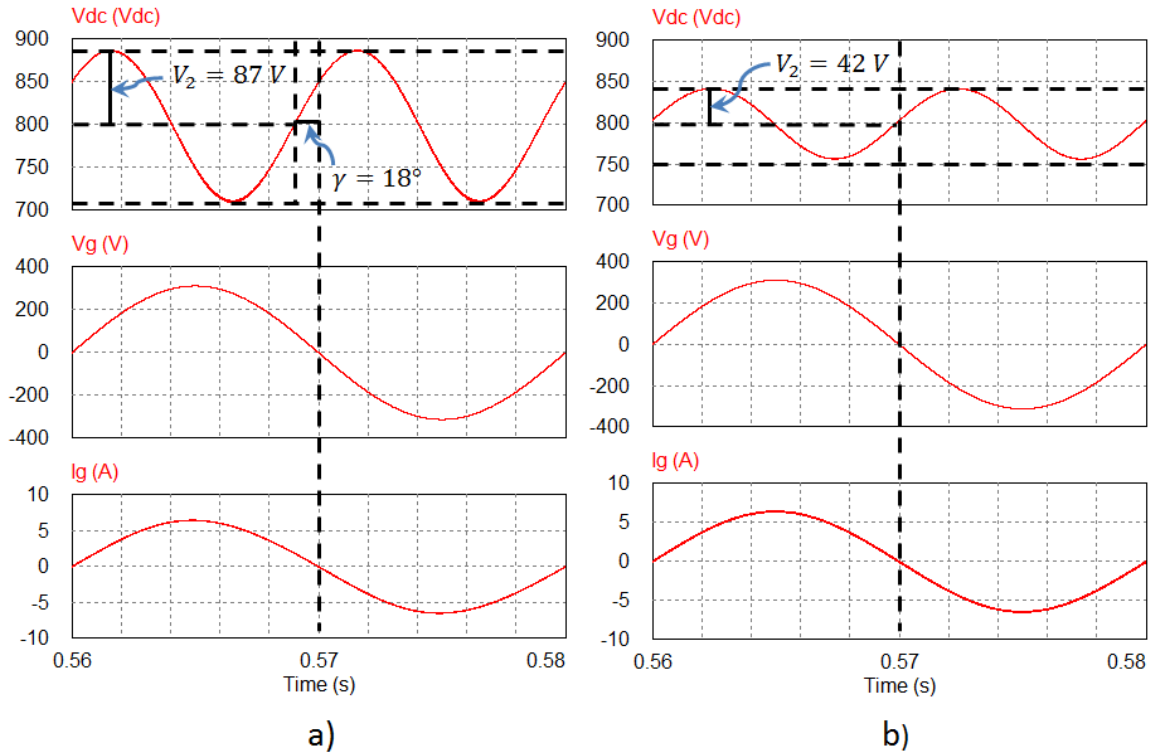 Vdc (Vdc)
900
850
800
750
700
V₂ = 87 V
γ = 18°
Vg (V)
400
200
0
-200
-400
Ig (A)
10
5
0
-5
-10
0.56
0.57
0.58
Time (s)
a)
Vdc (Vdc)
900
850
800
750
700
V₂ = 42 V
Vg (V)
400
200
0
-200
-400
Ig (A)
10
5
0
-5
-10
0.56
0.57
0.58
Time (s)
b)